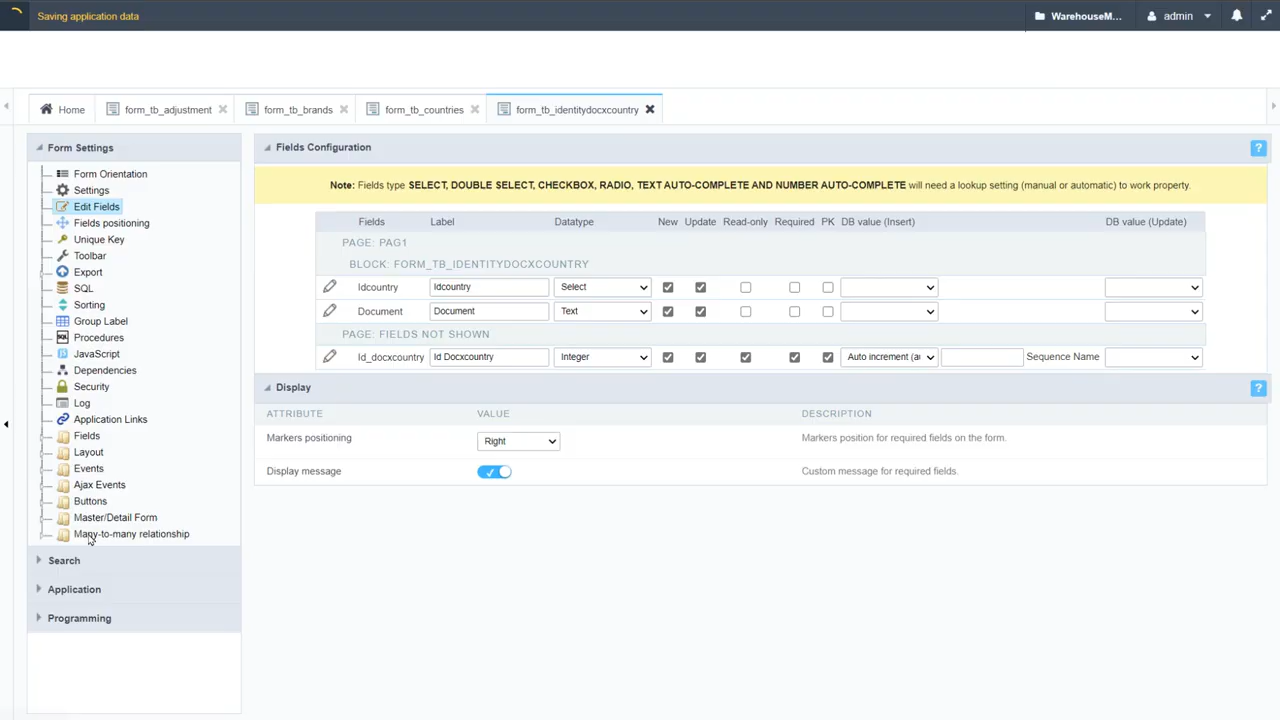 Saving application data
WarehouseM...
admin
Home
form_tb_adjustment
form_tb_brands
form_tb_countries
form_tb_identitydocxcountry
Form Settings
Form Orientation
Settings
Edit Fields
Fields positioning
Unique Key
Toolbar
Export
SQL
Sorting
Group Label
Procedures
JavaScript
Dependencies
Security
Log
Application Links
Fields
Layout
Events
Ajax Events
Buttons
Master/Detail Form
Many-to-many relationship
Search
Application
Programming
Fields Configuration
?
Note: Fields type SELECT, DOUBLE SELECT, CHECKBOX, RADIO, TEXT AUTO-COMPLETE AND NUMBER AUTO-COMPLETE will need a lookup setting (manual or automatic) to work property.
Fields Label Datatype New Update Read-only Required PK DB value (Insert) DB value (Update)
PAGE: PAG1
BLOCK: FORM_TB_IDENTITYDOCXCOUNTRY
Idcountry Idcountry Select
Document Document Text
PAGE: FIELDS NOT SHOWN
Id_docxcountry Id Docxcountry Integer Auto increment (au Sequence Name
Display
?
ATTRIBUTE VALUE DESCRIPTION
Markers positioning Right Markers position for required fields on the form.
Display message Custom message for required fields.